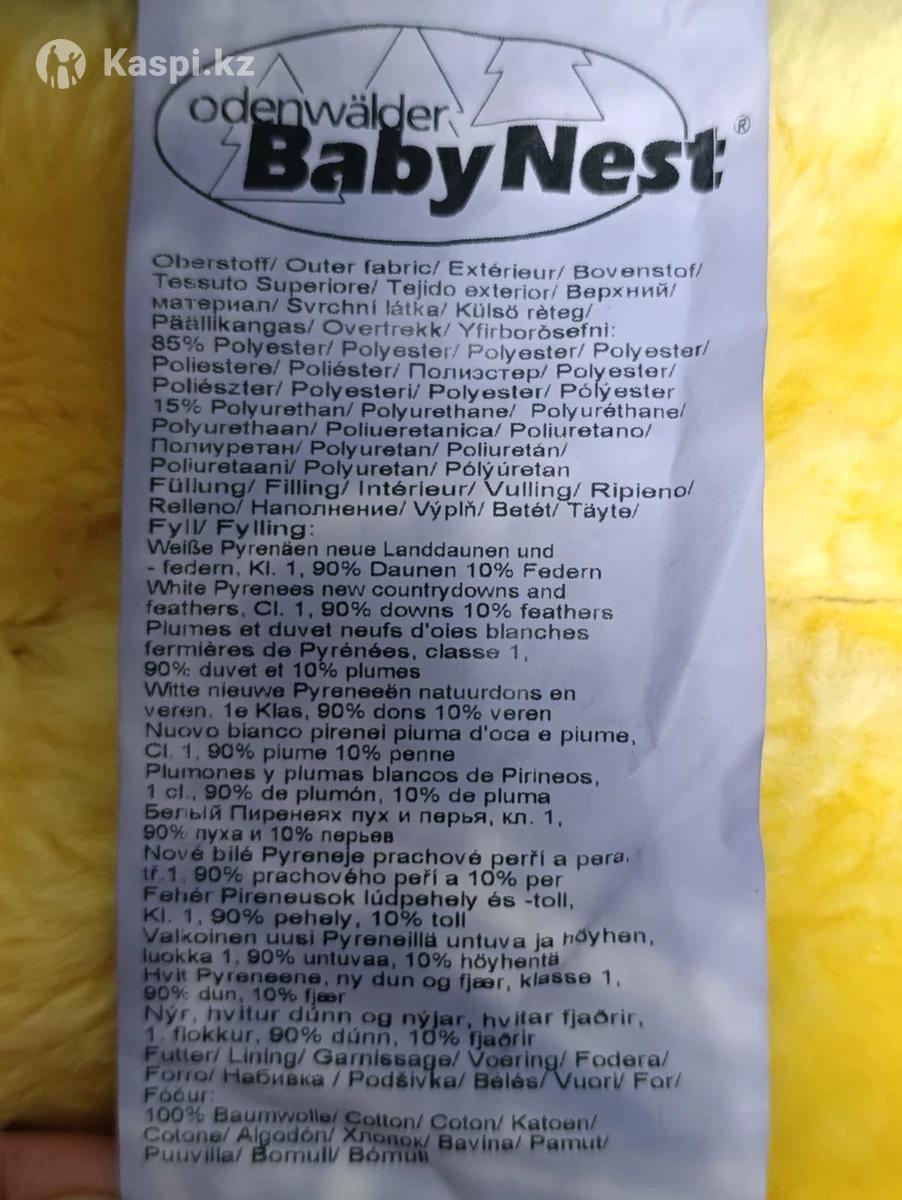 Kaspi.kz
odenwälder
BabyNest®
Oberstoff/ Outer fabric/ Extérieur/ Bovenstof/
Tessuto Superiore/ Tejido exterior/ Верхний/
материал/ Svrchní látka/ Külsö rèteg/
Päällikangas/ Overtrekk/ Yfirborðsefni:
85% Polyester/ Polyester/ Polyester/ Polyester/
Poliestere/ Poliéster/ Полиэстер/ Polyester/
Poliészter/ Polyesteri/ Polyester/ Pólýester
15% Polyurethan/ Polyurethane/ Polyuréthane/
Polyurethaan/ Poliueretanica/ Poliuretano/
Полиуретан/ Polyuretan/ Poliuretán/
Poliuretaani/ Polyuretan/ Pólýúretan
Füllung/ Filling/ Intérieur/ Vulling/ Ripieno/
Relleno/ Наполнение/ Výplň/ Betét/ Täyte/
Fyll/ Fylling:
Weiße Pyrenäen neue Landdaunen und
- federn, Kl. 1, 90% Daunen 10% Federn
White Pyrenees new countrydowns and
feathers, Cl. 1, 90% downs 10% feathers
Plumes et duvet neufs d'oies blanches
fermières de Pyrénées, classe 1,
90% duvet et 10% plumes
Witte nieuwe Pyreneeën natuurdons en
veren, 1e Klas, 90% dons 10% veren
Nuovo bianco pirenei piuma d'oca e piume,
Cl. 1, 90% piume 10% penne
Plumones y plumas blancos de Pirineos,
1 cl., 90% de plumón, 10% de pluma
Белый Пиренеях пух и перья, кл. 1,
90% пуха и 10% перьев
Nové bílé Pyreneje prachové perří a pera,
tř.1, 90% prachového peří a 10% per
Fehér Pireneusok lúdpehely és -toll,
Kl. 1, 90% pehely, 10% toll
Valkoinen uusi Pyreneillä untuva ja höyhen,
luokka 1, 90% untuvaa, 10% höyhentä
Hvit Pyreneene, ny dun og fjær, klasse 1,
90% dun, 10% fjær
Nýr, hvítur dúnn og nýjar, hvítar fjaðrir,
1. flokkur, 90% dúnn, 10% fjaðrir
Futter/ Lining/ Garnissage/ Voering/ Fodera/
Forro/ Набивка / Podšívka/ Bélés/ Vuori/ For/
Fóður:
100% Baumwolle/ Cotton/ Coton/ Katoen/
Cotone/ Algodón/ Хлопок/ Bavlna/ Pamut/
Puuvilla/ Bomull/ Bómull